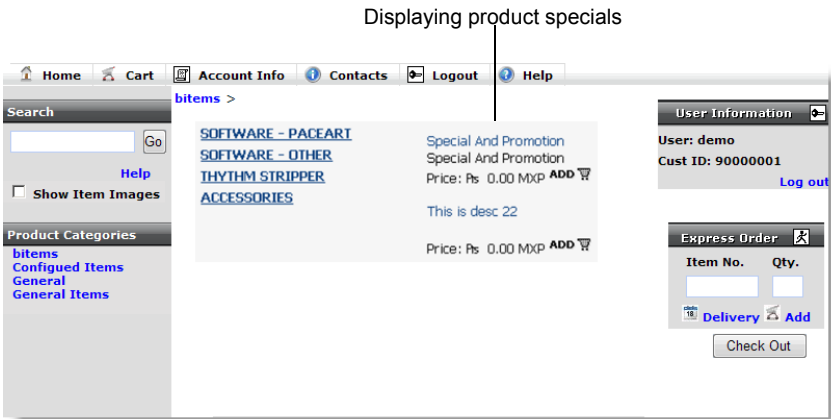 Displaying product specials
Home Cart Account Info Contacts Logout Help
Search
Go
Help
Show Item Images
Product Categories
bitems
Configued Items
General
General Items
bitems >
SOFTWARE - PACEART
SOFTWARE - OTHER
THYTHM STRIPPER
ACCESSORIES
Special And Promotion
Special And Promotion
Price: ₨ 0.00 MXP ADD
This is desc 22
Price: ₨ 0.00 MXP ADD
User Information
User: demo
Cust ID: 90000001
Log out
Express Order
Item No. Qty.
18 Delivery Add
Check Out